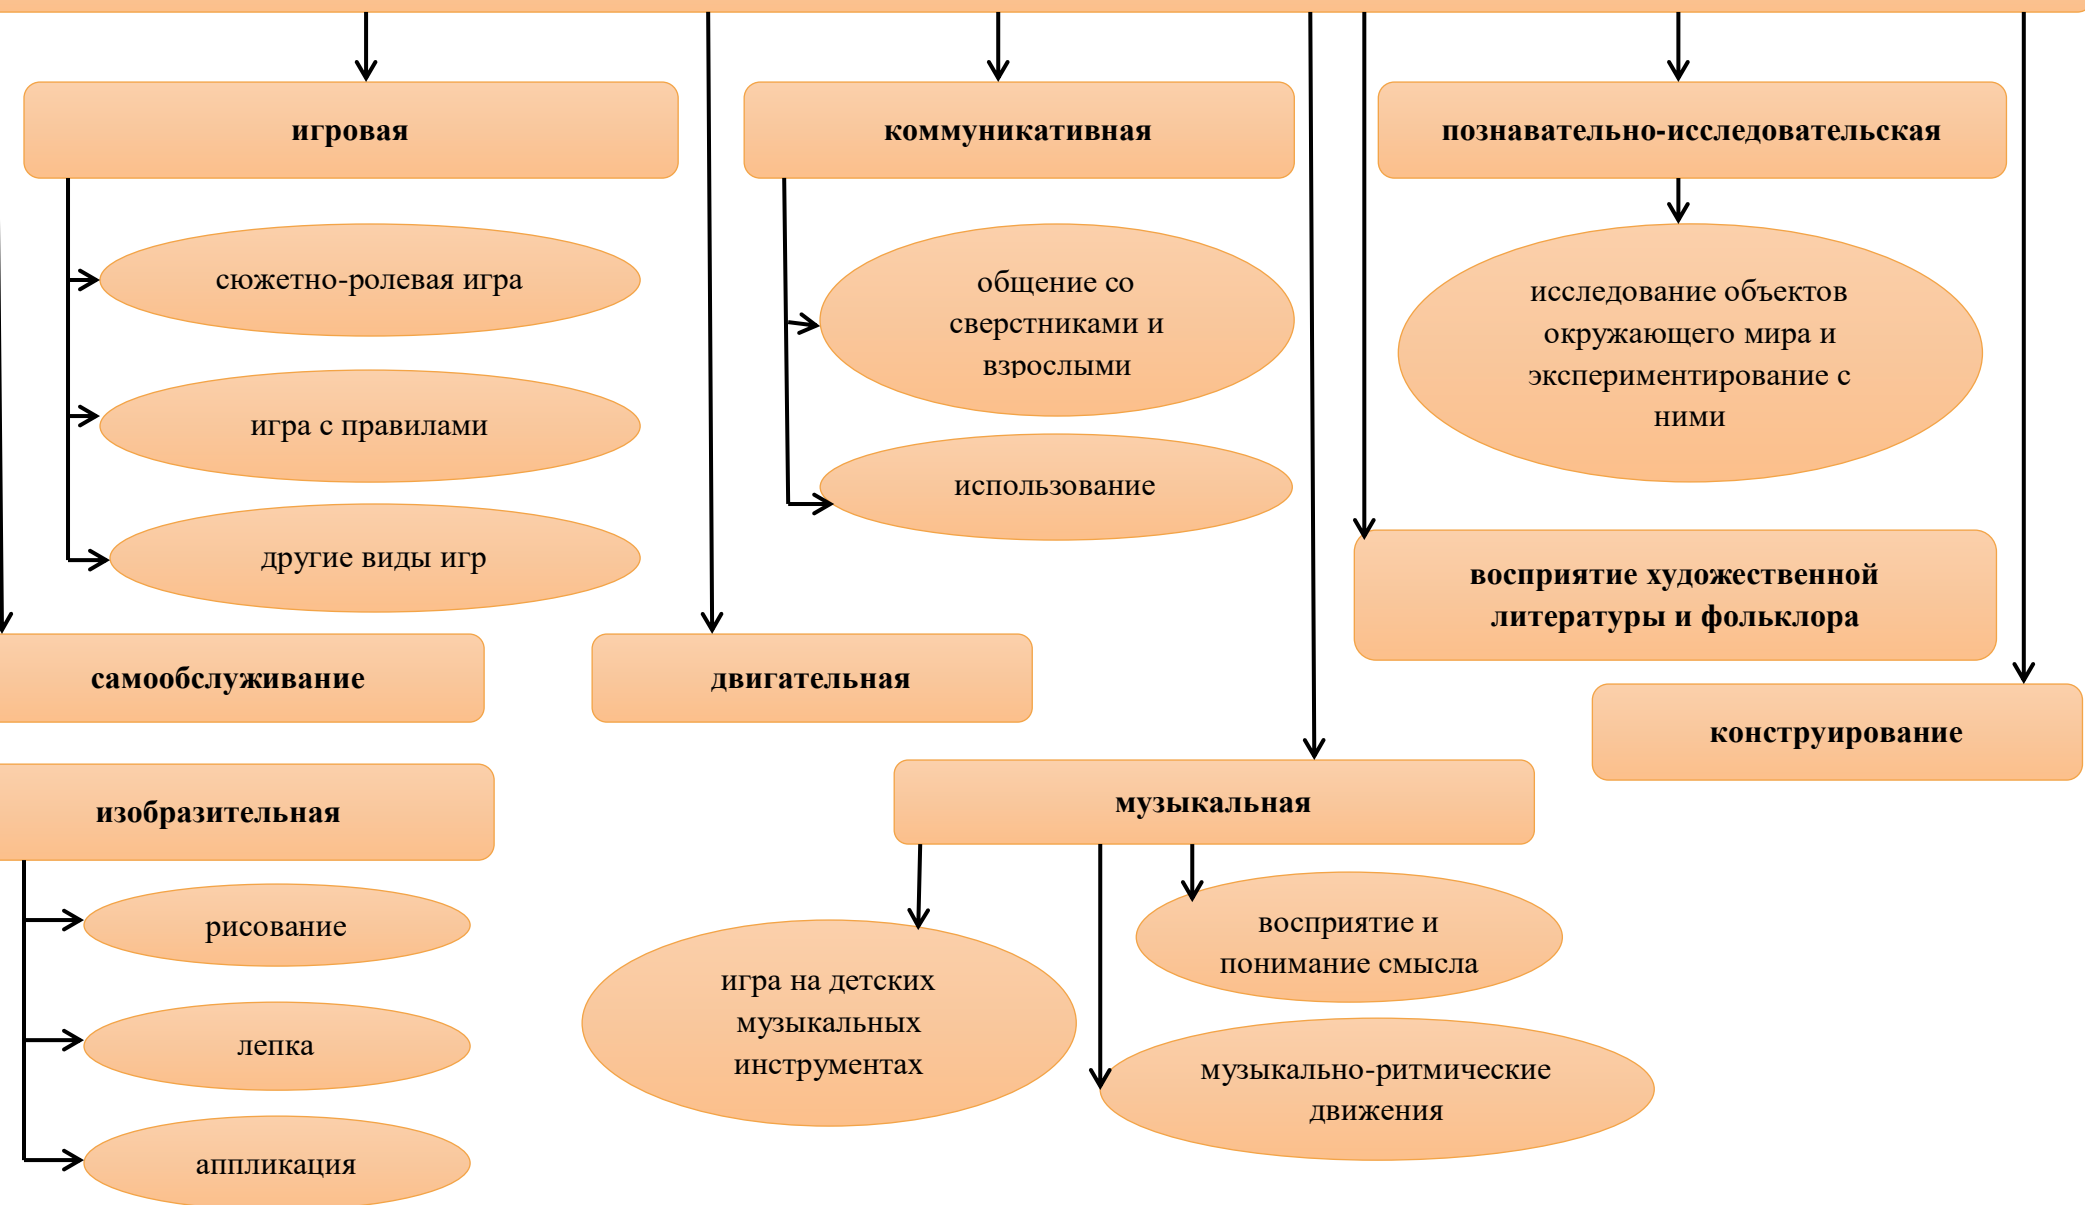 игровая
коммуникативная
познавательно-исследовательская
сюжетно-ролевая игра
игра с правилами
другие виды игр
общение со
сверстниками и
взрослыми
использование
исследование объектов
окружающего мира и
экспериментирование с
ними
восприятие художественной
литературы и фольклора
самообслуживание
двигательная
конструирование
изобразительная
музыкальная
рисование
лепка
аппликация
игра на детских
музыкальных
инструментах
восприятие и
понимание смысла
музыкально-ритмические
движения